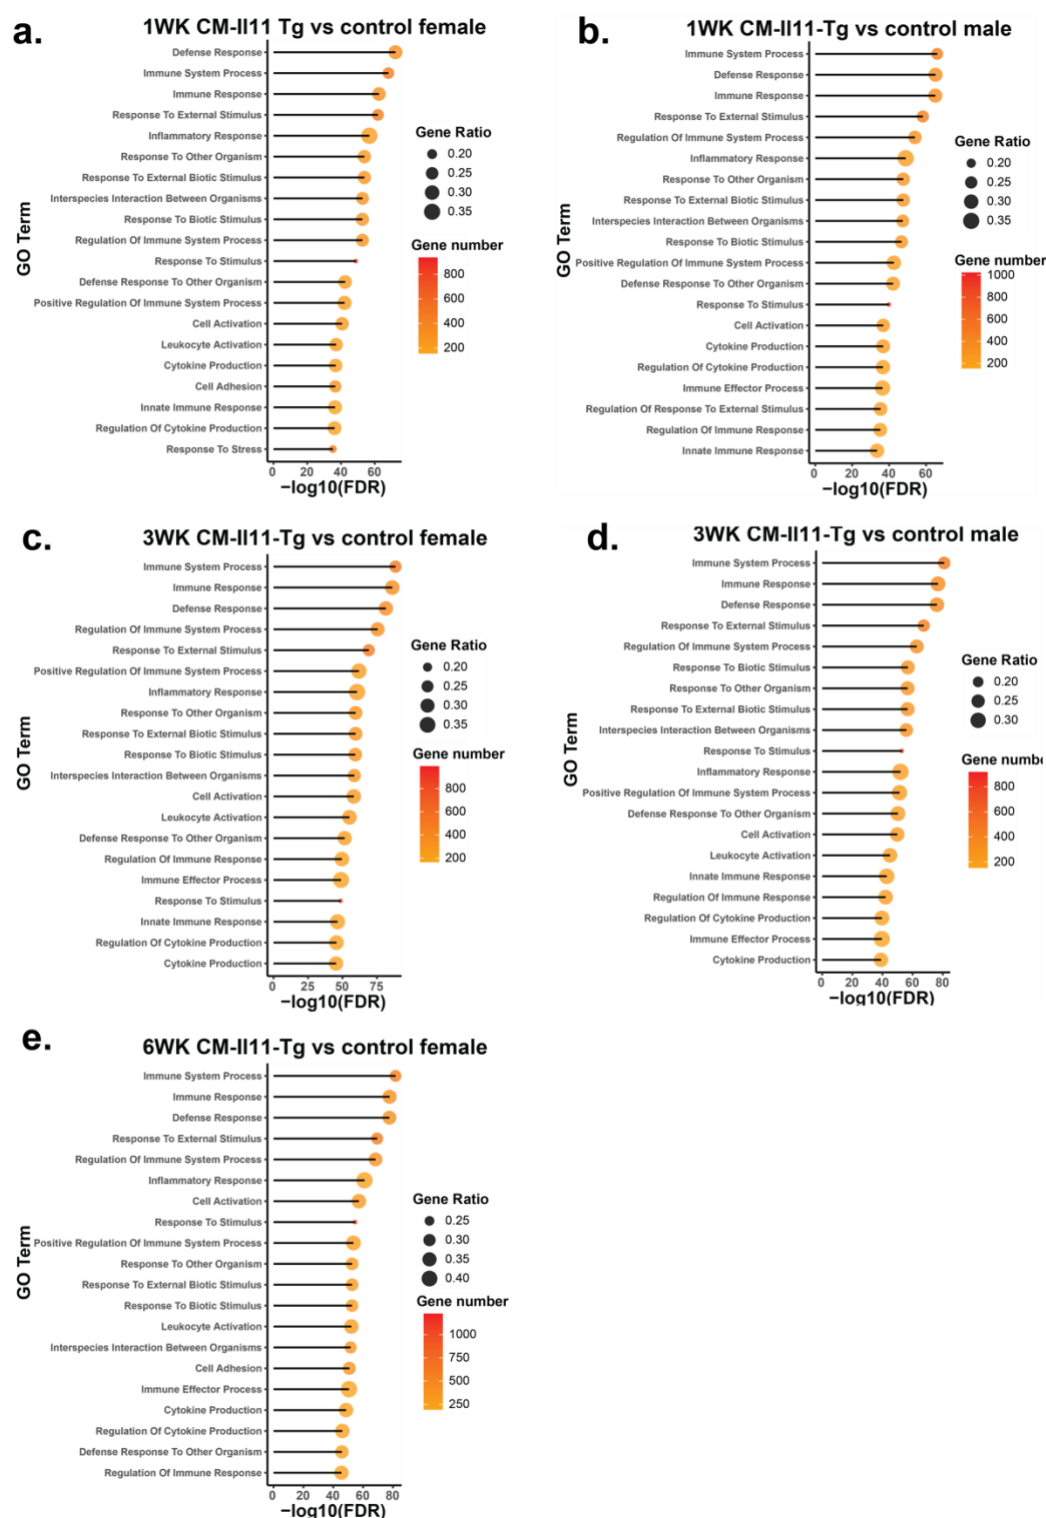 a.
1WK CM-Il11 Tg vs control female
GO Term
Defense Response
Immune System Process
Immune Response
Response To External Stimulus
Inflammatory Response
Response To Other Organism
Response To External Biotic Stimulus
Interspecies Interaction Between Organisms
Response To Biotic Stimulus
Regulation Of Immune System Process
Response To Stimulus
Defense Response To Other Organism
Positive Regulation Of Immune System Process
Cell Activation
Leukocyte Activation
Cytokine Production
Cell Adhesion
Innate Immune Response
Regulation Of Cytokine Production
Response To Stress
0 20 40 60
−log10(FDR)
Gene Ratio
0.20
0.25
0.30
0.35
Gene number
800
600
400
200
b.
1WK CM-Il11-Tg vs control male
GO Term
Immune System Process
Defense Response
Immune Response
Response To External Stimulus
Regulation Of Immune System Process
Inflammatory Response
Response To Other Organism
Response To External Biotic Stimulus
Interspecies Interaction Between Organisms
Response To Biotic Stimulus
Positive Regulation Of Immune System Process
Defense Response To Other Organism
Response To Stimulus
Cell Activation
Cytokine Production
Regulation Of Cytokine Production
Immune Effector Process
Regulation Of Response To External Stimulus
Regulation Of Immune Response
Innate Immune Response
0 20 40 60
−log10(FDR)
Gene Ratio
0.20
0.25
0.30
0.35
Gene number
1000
800
600
400
200
c.
3WK CM-Il11-Tg vs control female
GO Term
Immune System Process
Immune Response
Defense Response
Regulation Of Immune System Process
Response To External Stimulus
Positive Regulation Of Immune System Process
Inflammatory Response
Response To Other Organism
Response To External Biotic Stimulus
Response To Biotic Stimulus
Interspecies Interaction Between Organisms
Cell Activation
Leukocyte Activation
Defense Response To Other Organism
Regulation Of Immune Response
Immune Effector Process
Response To Stimulus
Innate Immune Response
Regulation Of Cytokine Production
Cytokine Production
0 25 50 75
−log10(FDR)
Gene Ratio
0.20
0.25
0.30
0.35
Gene number
800
600
400
200
d.
3WK CM-Il11-Tg vs control male
GO Term
Immune System Process
Immune Response
Defense Response
Response To External Stimulus
Regulation Of Immune System Process
Response To Biotic Stimulus
Response To Other Organism
Response To External Biotic Stimulus
Interspecies Interaction Between Organisms
Response To Stimulus
Inflammatory Response
Positive Regulation Of Immune System Process
Defense Response To Other Organism
Cell Activation
Leukocyte Activation
Innate Immune Response
Regulation Of Immune Response
Regulation Of Cytokine Production
Immune Effector Process
Cytokine Production
0 20 40 60 80
−log10(FDR)
Gene Ratio
0.20
0.25
0.30
Gene numbe
800
600
400
200
e.
6WK CM-Il11-Tg vs control female
GO Term
Immune System Process
Immune Response
Defense Response
Response To External Stimulus
Regulation Of Immune System Process
Inflammatory Response
Cell Activation
Response To Stimulus
Positive Regulation Of Immune System Process
Response To Other Organism
Response To External Biotic Stimulus
Response To Biotic Stimulus
Leukocyte Activation
Interspecies Interaction Between Organisms
Cell Adhesion
Immune Effector Process
Cytokine Production
Regulation Of Cytokine Production
Defense Response To Other Organism
Regulation Of Immune Response
0 20 40 60 80
−log10(FDR)
Gene Ratio
0.25
0.30
0.35
0.40
Gene number
1000
750
500
250